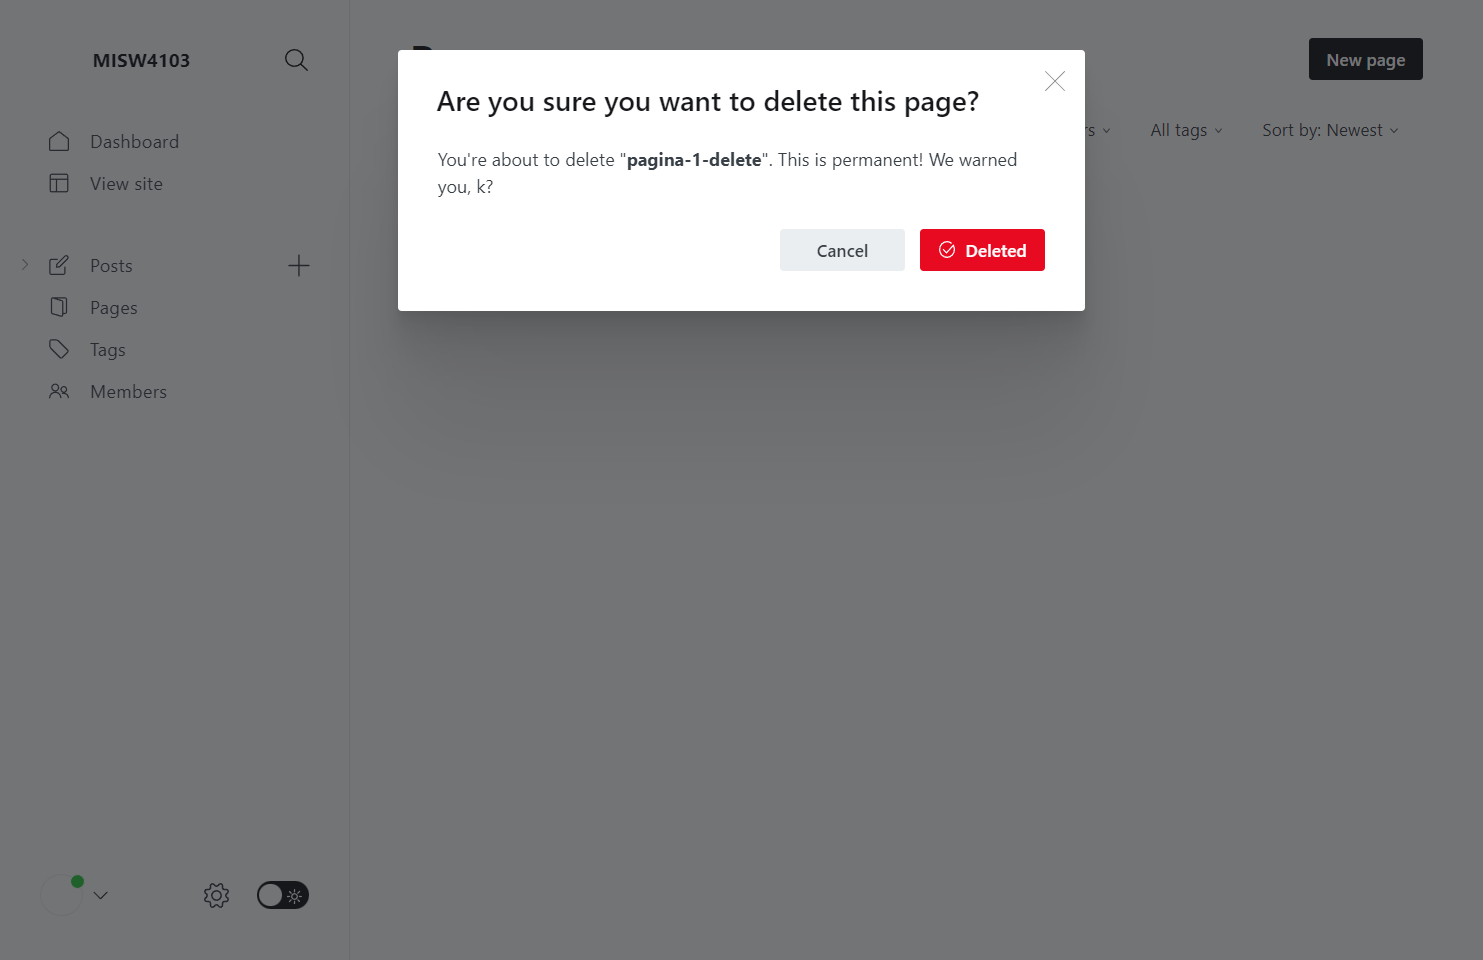 MISW4103
Dashboard
View site
Posts
Pages
Tags
Members
New page
All tags
Sort by: Newest
Are you sure you want to delete this page?
You're about to delete "pagina-1-delete". This is permanent! We warned
you, k?
Cancel
Deleted